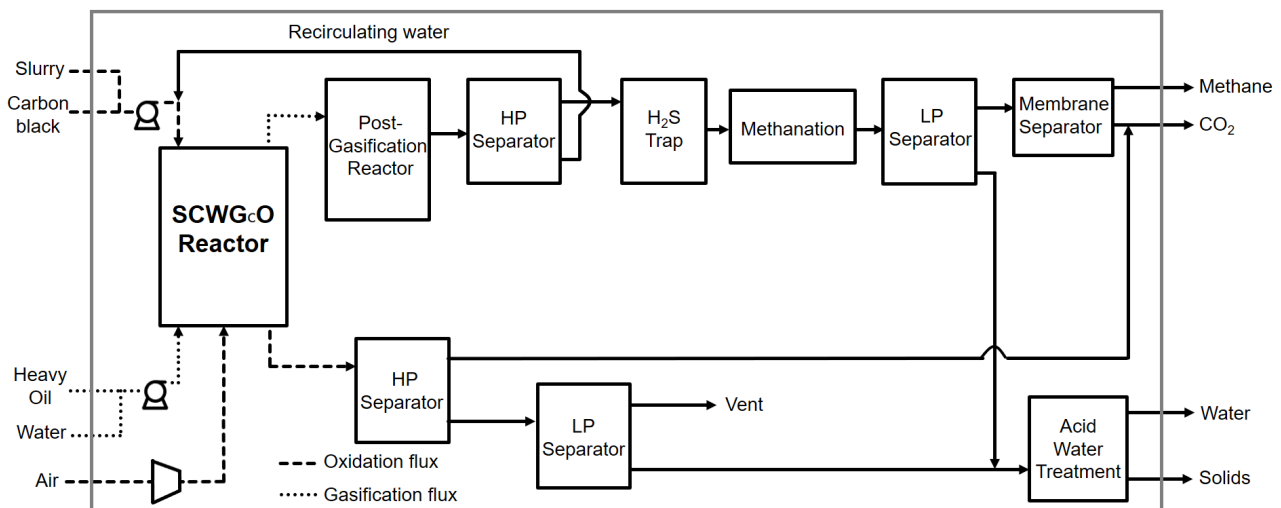 Recirculating water
Slurry
Carbon
black
Post-
Gasification
Reactor
HP
Separator
H₂S
Trap
Methanation
LP
Separator
Membrane
Separator
Methane
CO₂
SCWGcO
Reactor
Heavy
Oil
Water
Air
HP
Separator
LP
Separator
Vent
Acid
Water
Treatment
Water
Solids
Oxidation flux
Gasification flux